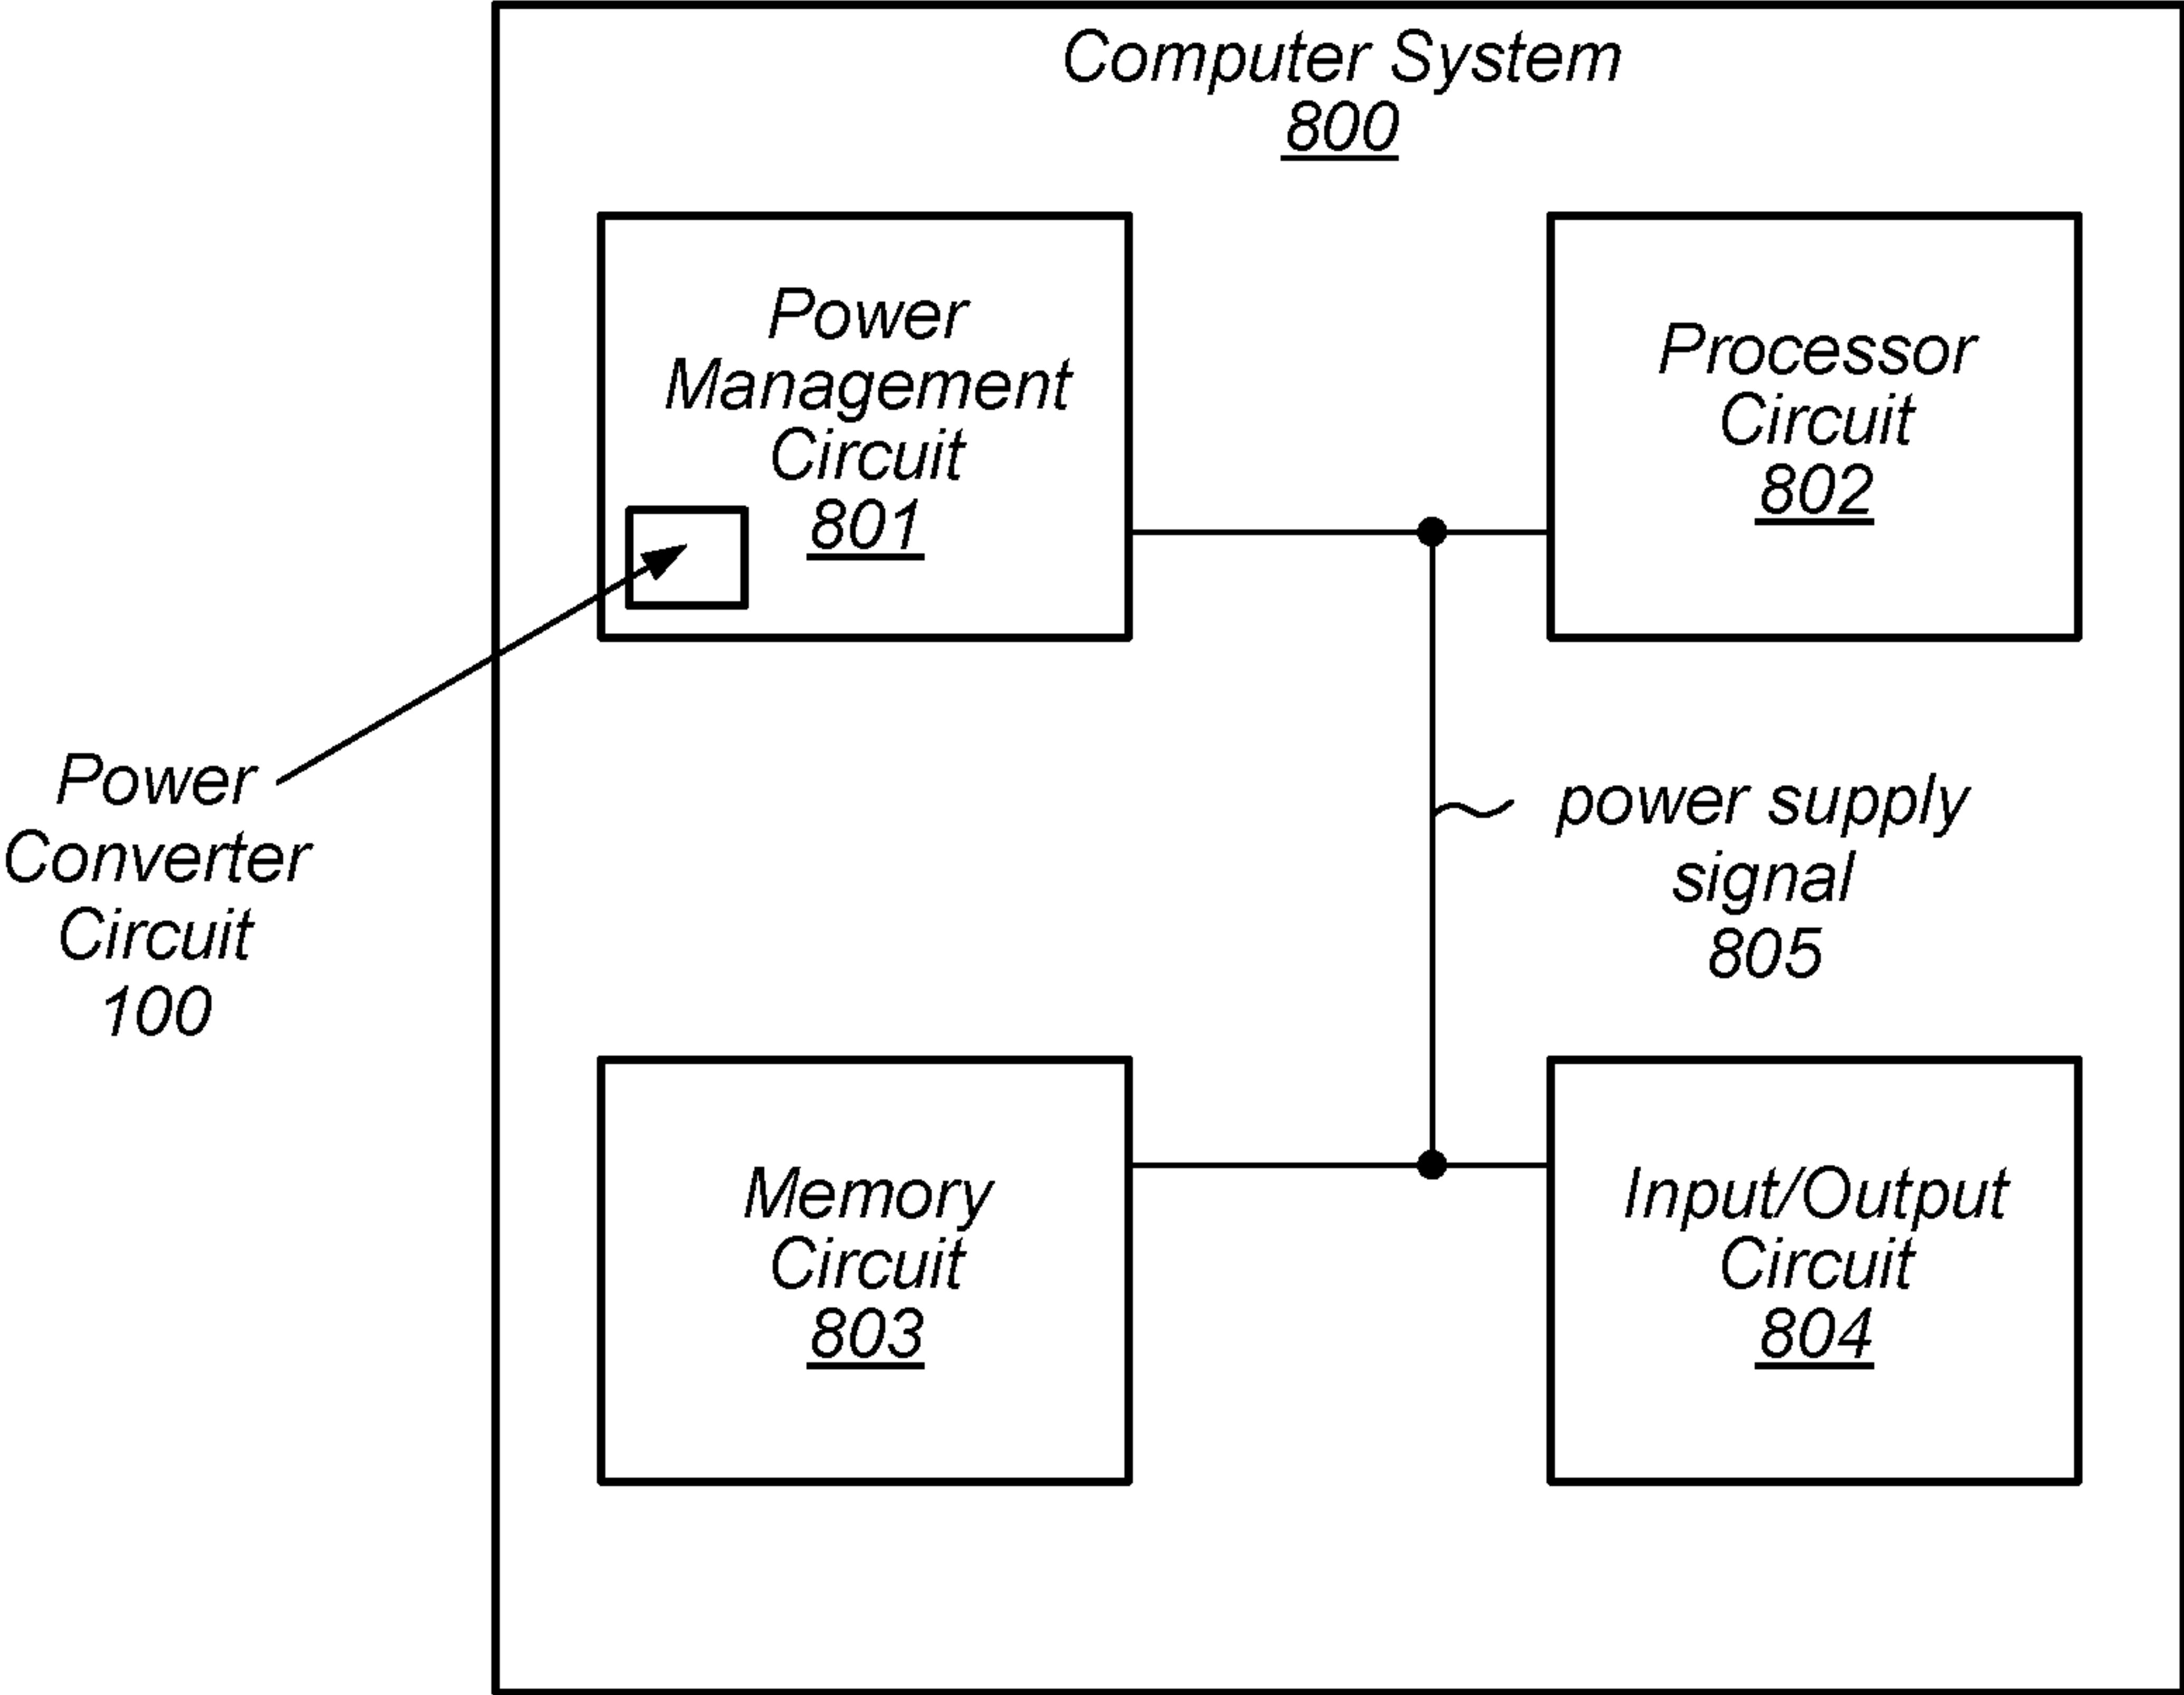 Computer System
800
Power
Management
Circuit
801
Processor
Circuit
802
Power
Converter
Circuit
100
power supply
signal
805
Memory
Circuit
803
Input/Output
Circuit
804